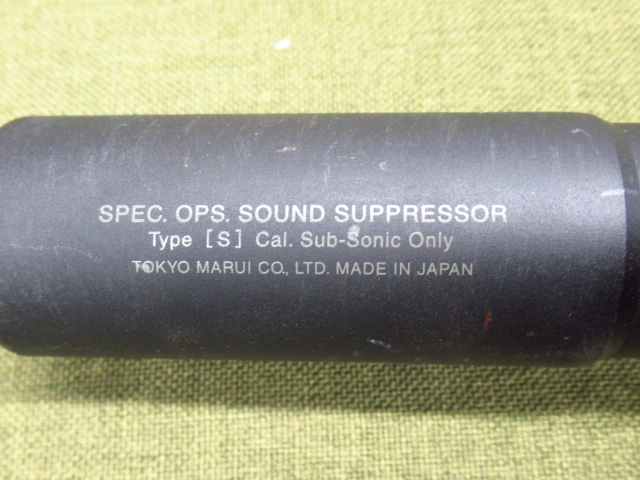 SPEC. OPS. SOUND SUPPRESSOR
Type [S] Cal. Sub-Sonic Only
TOKYO MARUI CO., LTD. MADE IN JAPAN